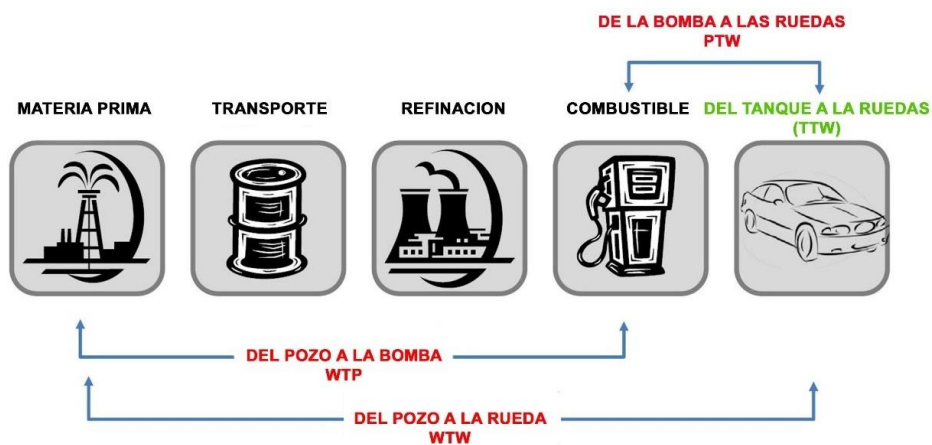 DE LA BOMBA A LAS RUEDAS
PTW
MATERIA PRIMA
TRANSPORTE
REFINACION
COMBUSTIBLE
DEL TANQUE A LA RUEDAS
(TTW)
DEL POZO A LA BOMBA
WTP
DEL POZO A LA RUEDA
WTW